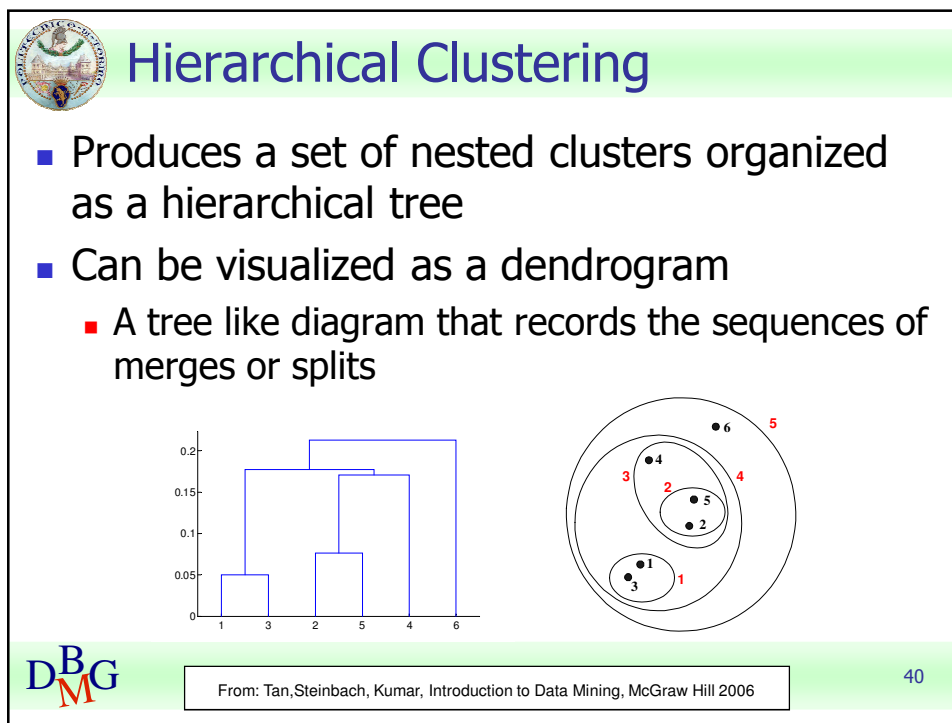 POLITECNICO DI TORINO
Hierarchical Clustering
Produces a set of nested clusters organized
as a hierarchical tree
Can be visualized as a dendrogram
A tree like diagram that records the sequences of
merges or splits
0.2
0.15
0.1
0.05
0
1 3 2 5 4 6
6
5
4
3
4
2
5
2
1
1
3
DBMG
From: Tan,Steinbach, Kumar, Introduction to Data Mining, McGraw Hill 2006
40